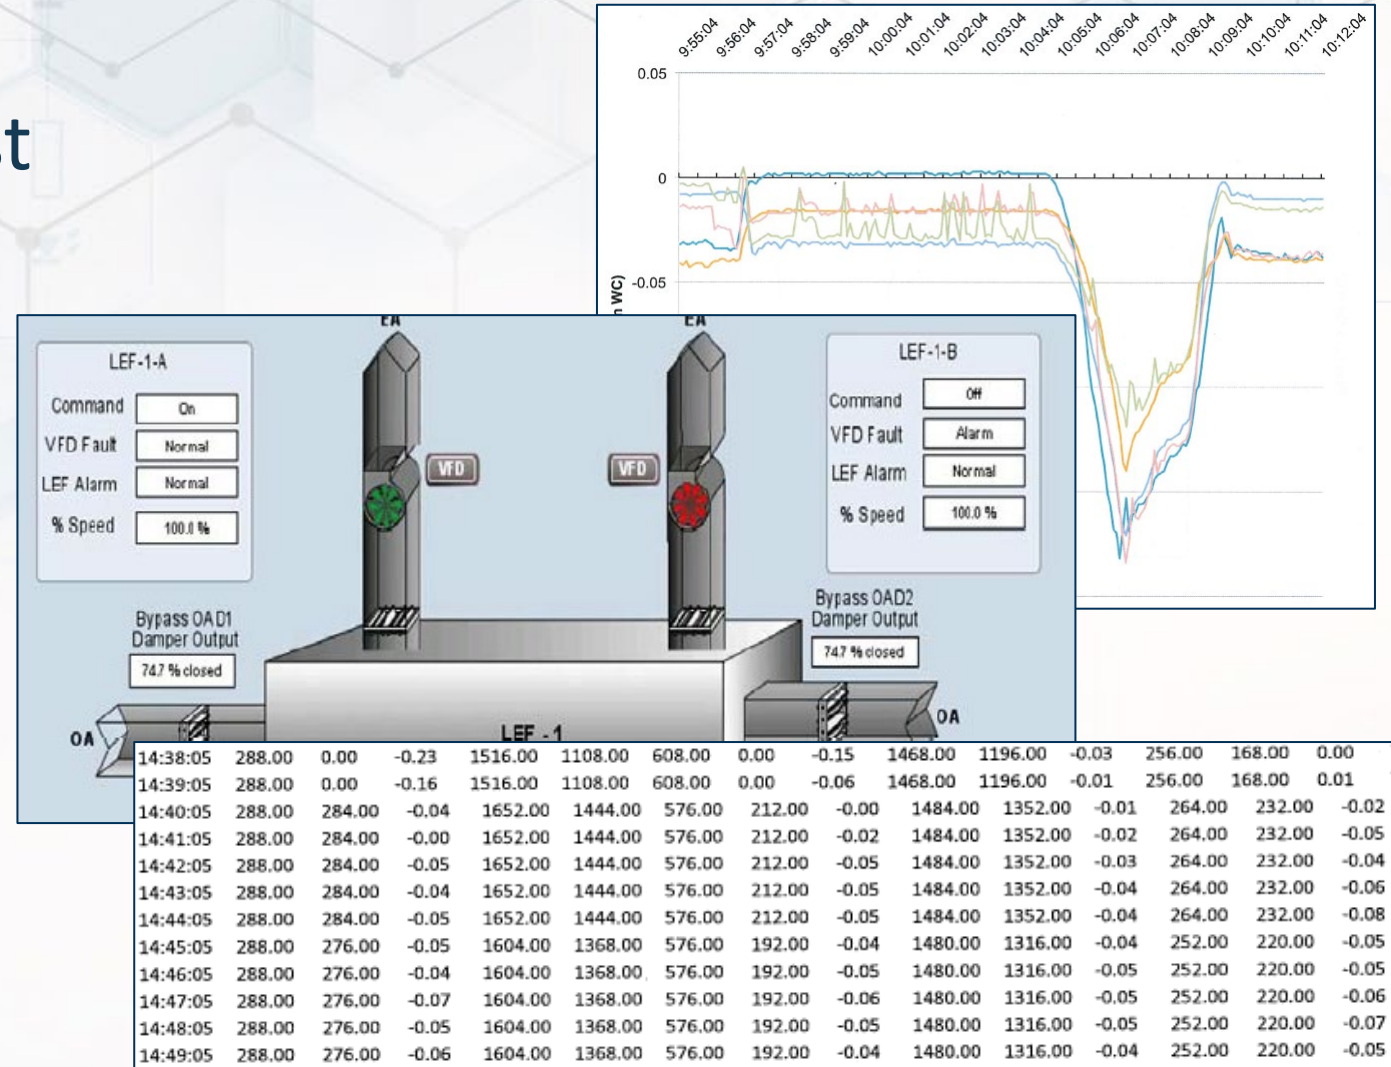 st
9:55:04 9:56:04 9:57:04 9:58:04 9:59:04 10:00:04 10:01:04 10:02:04 10:03:04 10:04:04 10:05:04 10:06:04 10:07:04 10:08:04 10:09:04 10:10:04 10:11:04 10:12:04
0.05
0
-0.05
WC)
EA EA
LEF-1-A
Command On
VFD Fault Normal
LEF Alarm Normal
% Speed 100.0 %
VFD VFD
LEF-1-B
Command Off
VFD Fault Alarm
LEF Alarm Normal
% Speed 100.0 %
Bypass OAD1
Damper Output
74.7 % closed
Bypass OAD2
Damper Output
74.7 % closed
OA OA
LEF - 1
14:38:05 288.00 0.00 -0.23 1516.00 1108.00 608.00 0.00 -0.15 1468.00 1196.00 -0.03 256.00 168.00 0.00
14:39:05 288.00 0.00 -0.16 1516.00 1108.00 608.00 0.00 -0.06 1468.00 1196.00 -0.01 256.00 168.00 0.01
14:40:05 288.00 284.00 -0.04 1652.00 1444.00 576.00 212.00 -0.00 1484.00 1352.00 -0.01 264.00 232.00 -0.02
14:41:05 288.00 284.00 -0.00 1652.00 1444.00 576.00 212.00 -0.02 1484.00 1352.00 -0.02 264.00 232.00 -0.05
14:42:05 288.00 284.00 -0.05 1652.00 1444.00 576.00 212.00 -0.05 1484.00 1352.00 -0.03 264.00 232.00 -0.04
14:43:05 288.00 284.00 -0.04 1652.00 1444.00 576.00 212.00 -0.05 1484.00 1352.00 -0.04 264.00 232.00 -0.06
14:44:05 288.00 284.00 -0.05 1652.00 1444.00 576.00 212.00 -0.05 1484.00 1352.00 -0.04 264.00 232.00 -0.08
14:45:05 288.00 276.00 -0.05 1604.00 1368.00 576.00 192.00 -0.04 1480.00 1316.00 -0.04 252.00 220.00 -0.05
14:46:05 288.00 276.00 -0.04 1604.00 1368.00 576.00 192.00 -0.05 1480.00 1316.00 -0.05 252.00 220.00 -0.05
14:47:05 288.00 276.00 -0.07 1604.00 1368.00 576.00 192.00 -0.06 1480.00 1316.00 -0.05 252.00 220.00 -0.06
14:48:05 288.00 276.00 -0.05 1604.00 1368.00 576.00 192.00 -0.05 1480.00 1316.00 -0.05 252.00 220.00 -0.07
14:49:05 288.00 276.00 -0.06 1604.00 1368.00 576.00 192.00 -0.04 1480.00 1316.00 -0.04 252.00 220.00 -0.05